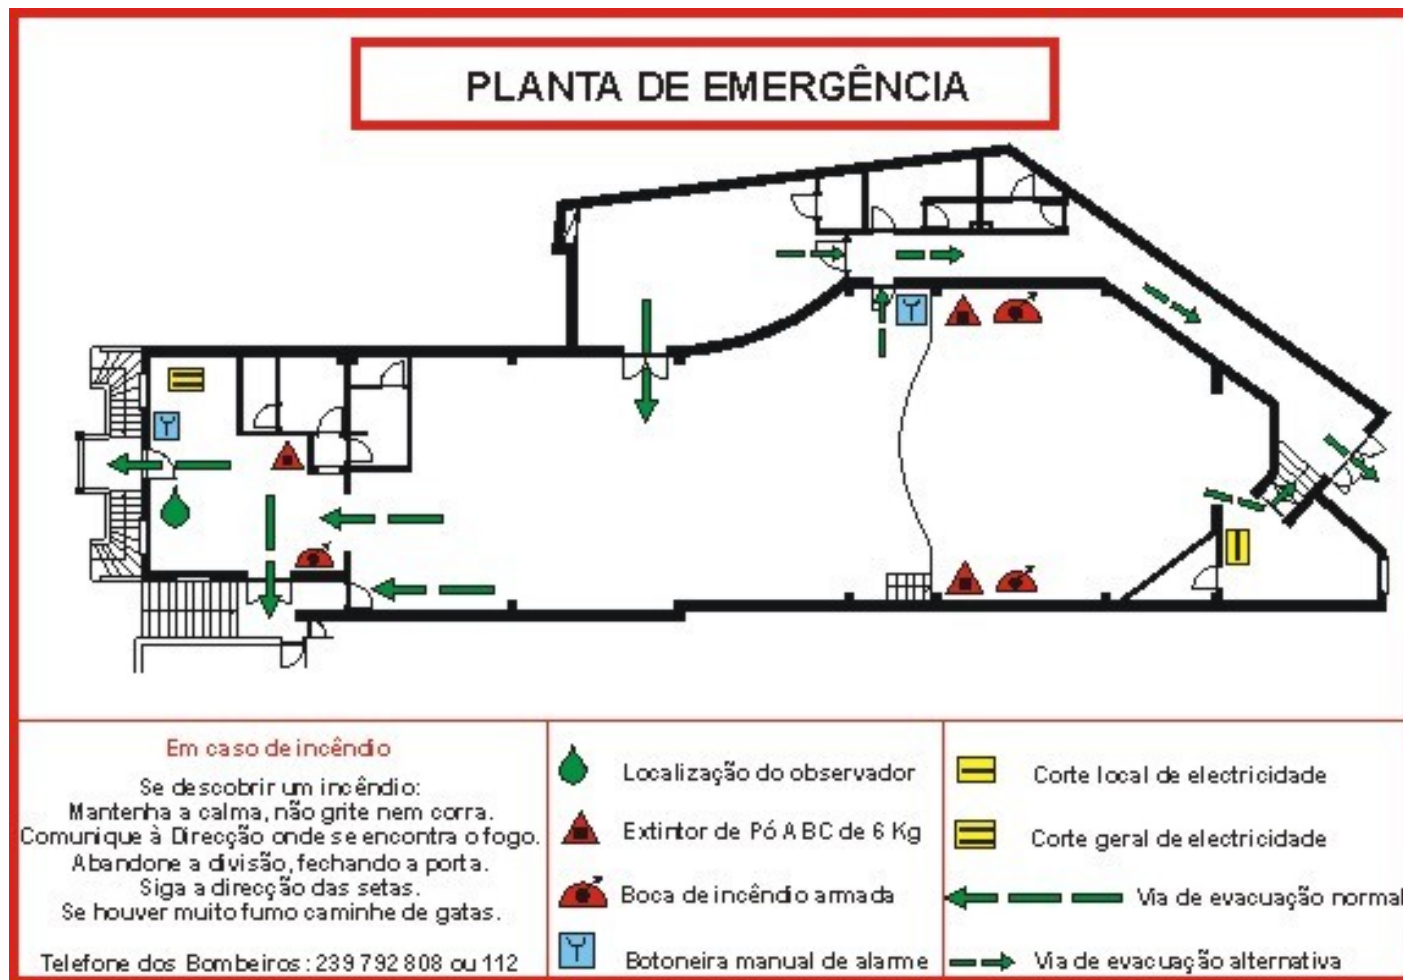 PLANTA DE EMERGÊNCIA
Em caso de incêndio
Se descobrir um incêndio:
Mantenha a calma, não grite nem corra.
Comunique à Direcção onde se encontra o fogo.
Abandone a divisão, fechando a porta.
Siga a direcção das setas.
Se houver muito fumo caminhe de gatas.
Telefone dos Bombeiros: 239 792 808 ou 112
Localização do observador
Extintor de Pó ABC de 6 Kg
Boca de incêndio armada
Botoneira manual de alarme
Corte local de electricidade
Corte geral de electricidade
Via de evacuação normal
Via de evacuação alternativa